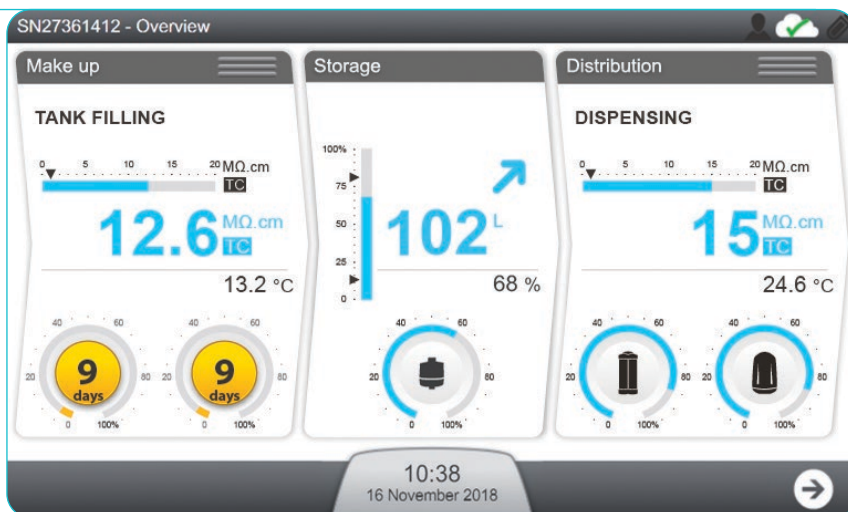 SN27361412 - Overview
Make up
TANK FILLING
0 5 10 15 20 MΩ.cm
TC
12.6 MΩ.cm
TC
13.2 °C
40 60
20 80
0 100%
9
days
40 60
20 80
0 100%
9
days
Storage
100%
75
50
25
0
102 L
68 %
40 60
20 80
0 100%
Distribution
DISPENSING
0 5 10 15 20 MΩ.cm
TC
15 MΩ.cm
TC
24.6 °C
40 60
20 80
0 100%
40 60
20 80
0 100%
10:38
16 November 2018